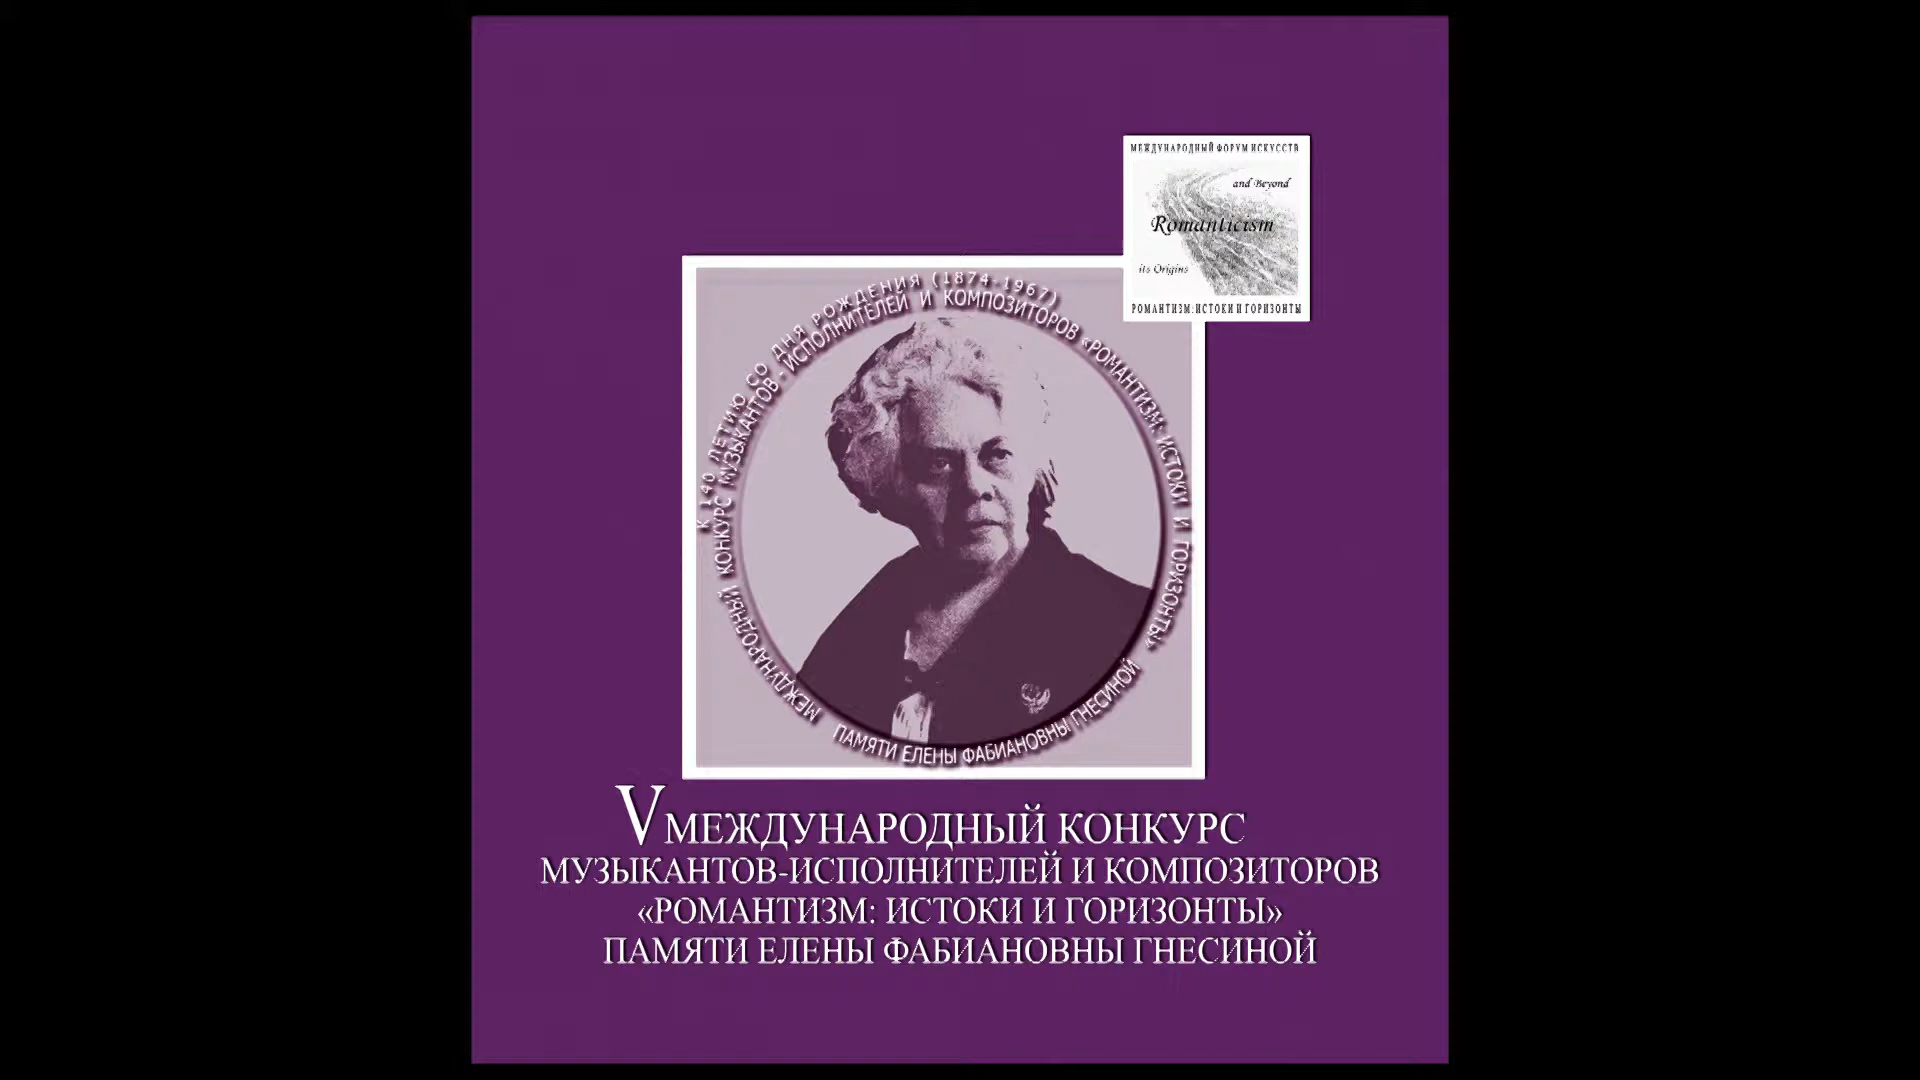 МЕЖДУНАРОДНЫЙ ФОРУМ ИСКУССТВ
and Beyond
Romanticism
its Origins
РОМАНТИЗМ: ИСТОКИ И ГОРИЗОНТЫ
К 140 ЛЕТИЮ СО ДНЯ РОЖДЕНИЯ (1874-1967)
МЕЖДУНАРОДНЫЙ КОНКУРС МУЗЫКАНТОВ - ИСПОЛНИТЕЛЕЙ И КОМПОЗИТОРОВ «РОМАНТИЗМ: ИСТОКИ И ГОРИЗОНТЫ»
ПАМЯТИ ЕЛЕНЫ ФАБИАНОВНЫ ГНЕСИНОЙ
V МЕЖДУНАРОДНЫЙ КОНКУРС
МУЗЫКАНТОВ-ИСПОЛНИТЕЛЕЙ И КОМПОЗИТОРОВ
«РОМАНТИЗМ: ИСТОКИ И ГОРИЗОНТЫ»
ПАМЯТИ ЕЛЕНЫ ФАБИАНОВНЫ ГНЕСИНОЙ